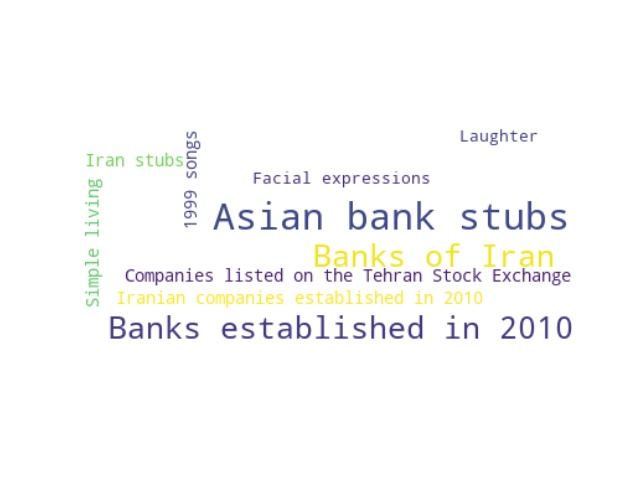 Laughter
Iran stubs
1999 songs
Facial expressions
Simple living
Asian bank stubs
Banks of Iran
Companies listed on the Tehran Stock Exchange
Iranian companies established in 2010
Banks established in 2010